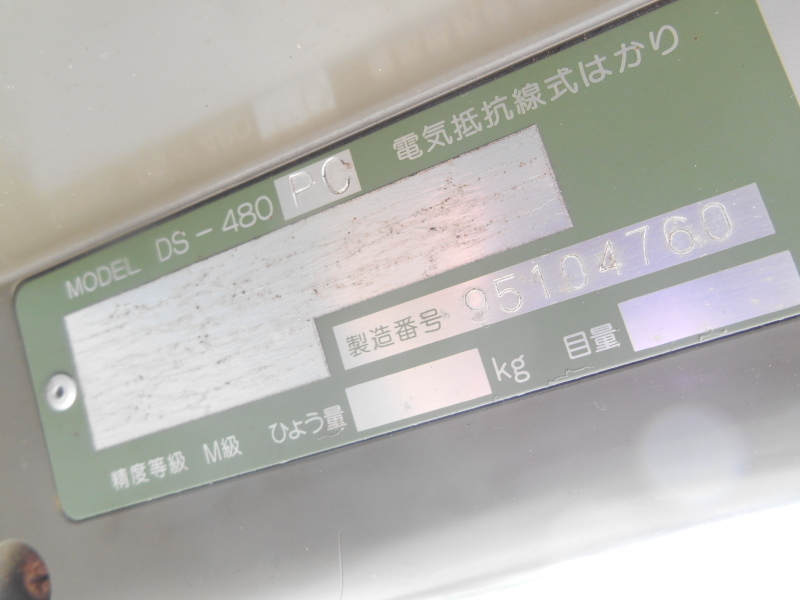 電気抵抗線式はかり
MODEL DS-480 PC
製造番号 95104760
精度等級 M級 ひょう量 kg 目量